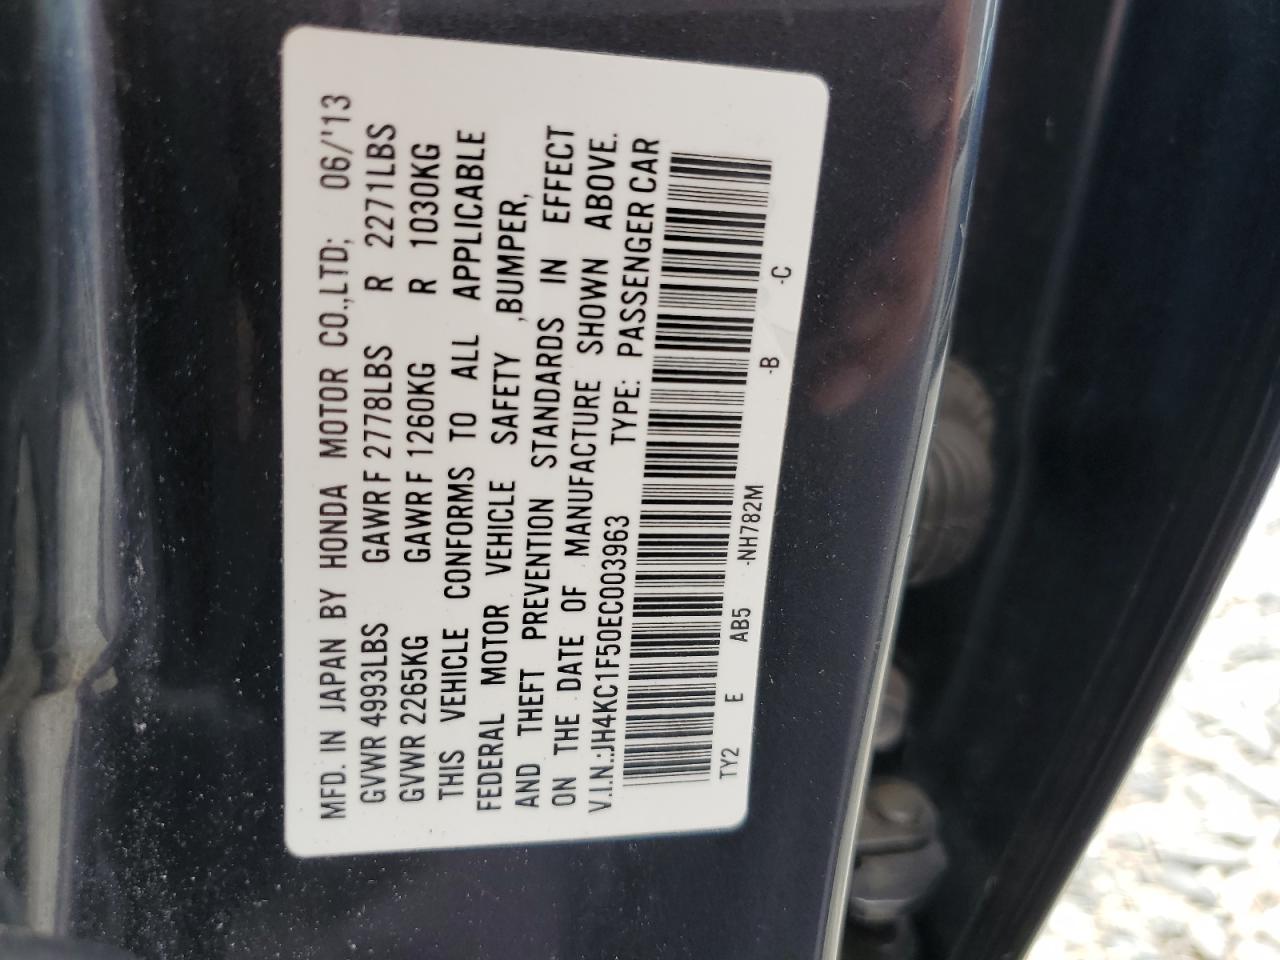 MFD. IN JAPAN BY HONDA MOTOR CO.,LTD; 06/'13
GVWR 4993LBS GAWR F 2778LBS R 2271LBS
GVWR 2265KG GAWR F 1260KG R 1030KG
THIS VEHICLE CONFORMS TO ALL APPLICABLE
FEDERAL MOTOR VEHICLE SAFETY ,BUMPER,
AND THEFT PREVENTION STANDARDS IN EFFECT
ON THE DATE OF MANUFACTURE SHOWN ABOVE.
V.I.N.:JH4KC1F50EC003963 TYPE: PASSENGER CAR
TY2 E AB5 -NH782M -B -C